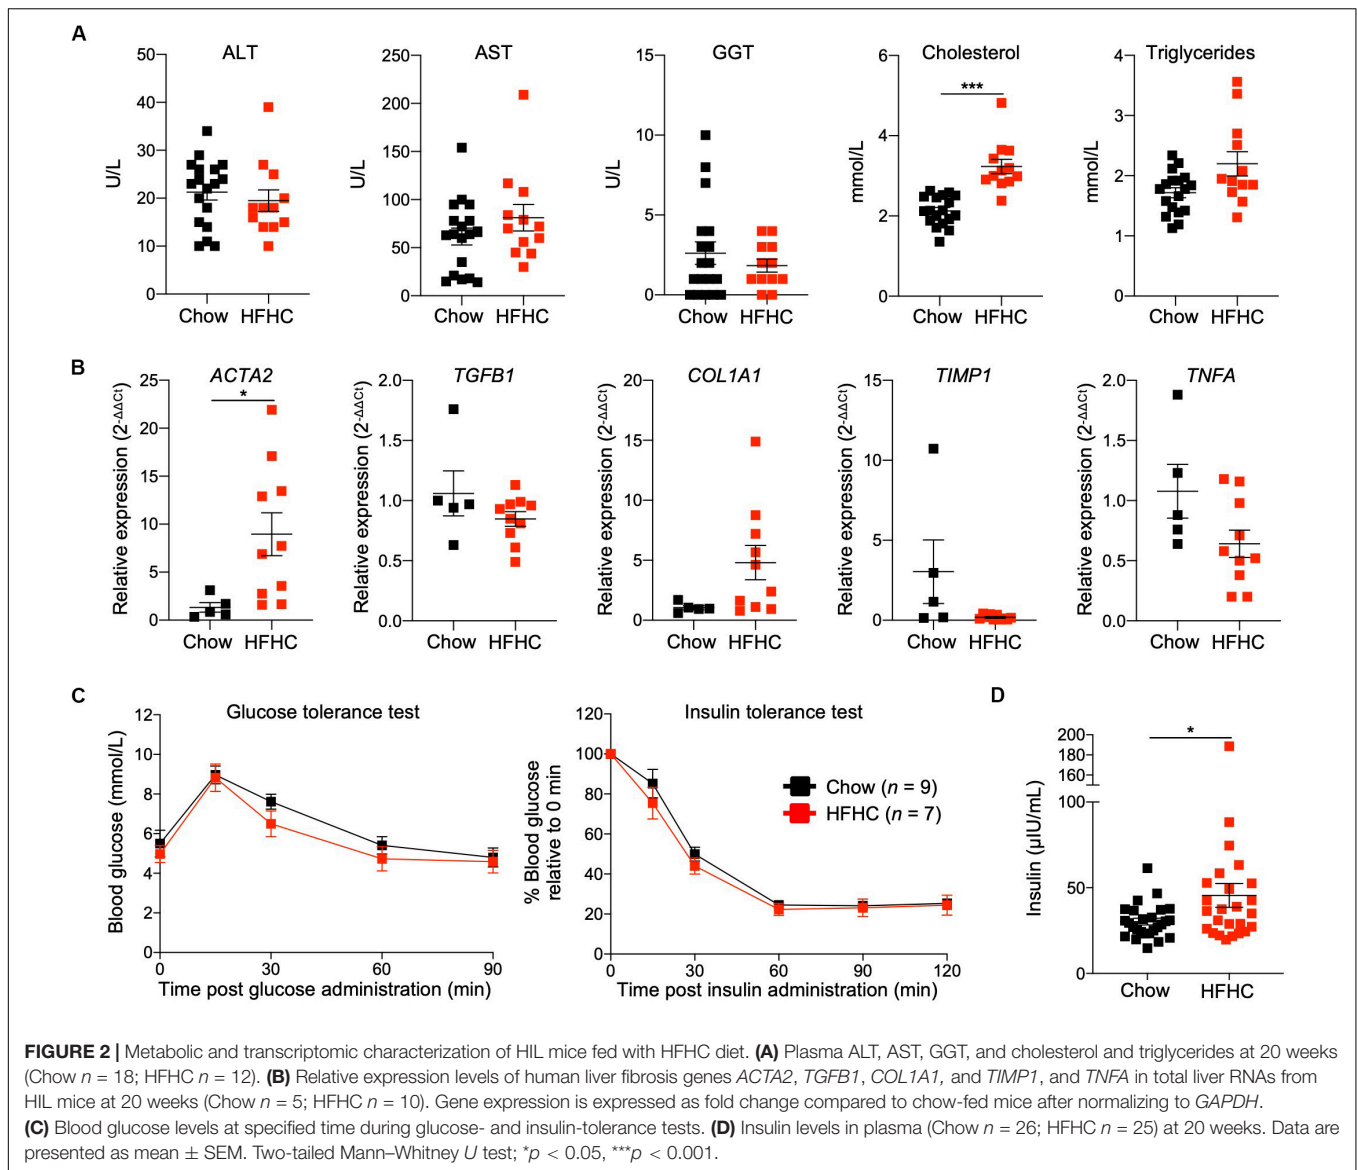 A
ALT
AST
GGT
Cholesterol
Triglycerides
50
40
30
20
10
0
U/L
Chow HFHC
250
200
150
100
50
0
U/L
Chow HFHC
15
10
5
0
U/L
Chow HFHC
6
4
2
0
mmol/L
***
Chow HFHC
4
3
2
1
0
mmol/L
Chow HFHC
B
ACTA2
TGFB1
COL1A1
TIMP1
TNFA
25
20
15
10
5
0
Relative expression (2-ΔΔCt)
*
Chow HFHC
2.0
1.5
1.0
0.5
0.0
Relative expression (2-ΔΔCt)
Chow HFHC
20
15
10
5
0
Relative expression (2-ΔΔCt)
Chow HFHC
15
10
5
0
Relative expression (2-ΔΔCt)
Chow HFHC
2.0
1.5
1.0
0.5
0.0
Relative expression (2-ΔΔCt)
Chow HFHC
C
Glucose tolerance test
12
10
8
6
4
2
0
Blood glucose (mmol/L)
0 30 60 90
Time post glucose administration (min)
Insulin tolerance test
120
100
80
60
40
20
0
% Blood glucose
relative to 0 min
Chow (n = 9)
HFHC (n = 7)
0 30 60 90 120
Time post insulin administration (min)
D
200
180
160
100
50
0
Insulin (µIU/mL)
*
Chow HFHC
FIGURE 2 | Metabolic and transcriptomic characterization of HIL mice fed with HFHC diet. (A) Plasma ALT, AST, GGT, and cholesterol and triglycerides at 20 weeks
(Chow n = 18; HFHC n = 12). (B) Relative expression levels of human liver fibrosis genes ACTA2, TGFB1, COL1A1, and TIMP1, and TNFA in total liver RNAs from
HIL mice at 20 weeks (Chow n = 5; HFHC n = 10). Gene expression is expressed as fold change compared to chow-fed mice after normalizing to GAPDH.
(C) Blood glucose levels at specified time during glucose- and insulin-tolerance tests. (D) Insulin levels in plasma (Chow n = 26; HFHC n = 25) at 20 weeks. Data are
presented as mean ± SEM. Two-tailed Mann–Whitney U test; *p < 0.05, ***p < 0.001.